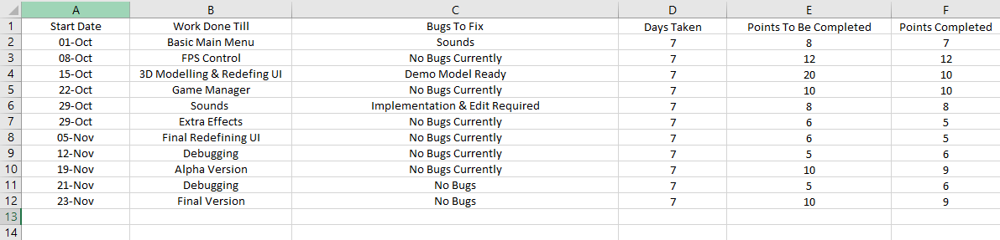 A B C D E F
1 Start Date Work Done Till Bugs To Fix Days Taken Points To Be Completed Points Completed
2 01-Oct Basic Main Menu Sounds 7 8 7
3 08-Oct FPS Control No Bugs Currently 7 12 12
4 15-Oct 3D Modelling & Redefing UI Demo Model Ready 7 20 10
5 22-Oct Game Manager No Bugs Currently 7 10 10
6 29-Oct Sounds Implementation & Edit Required 7 8 8
7 29-Oct Extra Effects No Bugs Currently 7 6 5
8 05-Nov Final Redefining UI No Bugs Currently 7 6 5
9 12-Nov Debugging No Bugs Currently 7 5 6
10 19-Nov Alpha Version No Bugs Currently 7 10 9
11 21-Nov Debugging No Bugs 7 5 6
12 23-Nov Final Version No Bugs 7 10 9
13
14